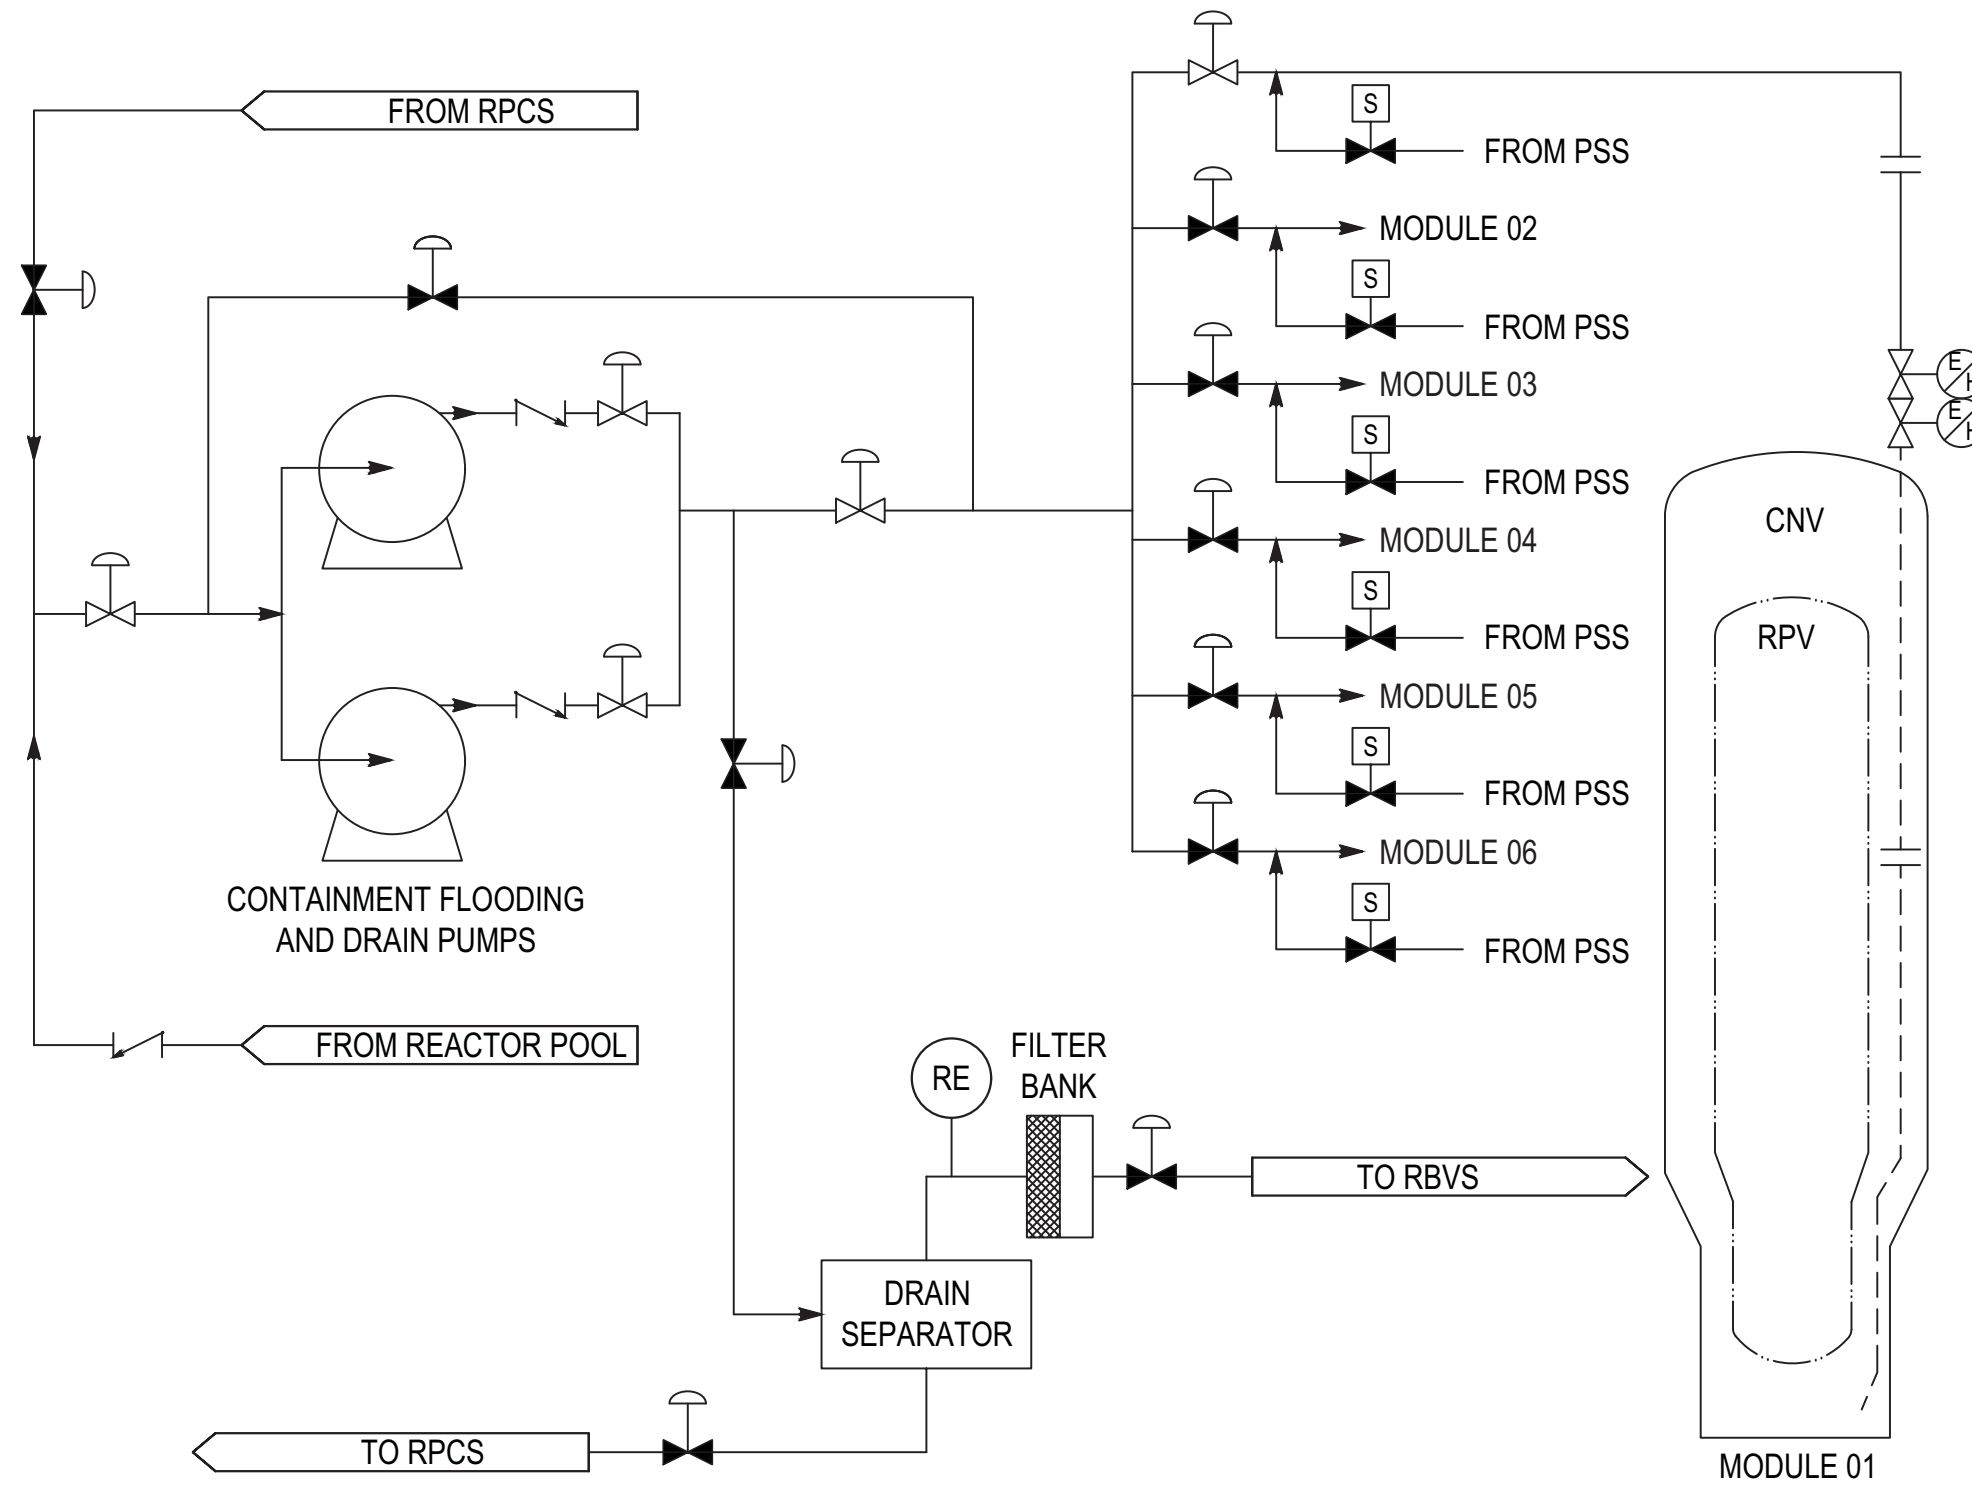 FROM RPCS
S
FROM PSS
MODULE 02
S
FROM PSS
MODULE 03
S
FROM PSS
MODULE 04
S
FROM PSS
MODULE 05
S
FROM PSS
MODULE 06
S
FROM PSS
E
H
E
H
CNV
RPV
MODULE 01
CONTAINMENT FLOODING
AND DRAIN PUMPS
FROM REACTOR POOL
RE
FILTER
BANK
TO RBVS
DRAIN
SEPARATOR
TO RPCS